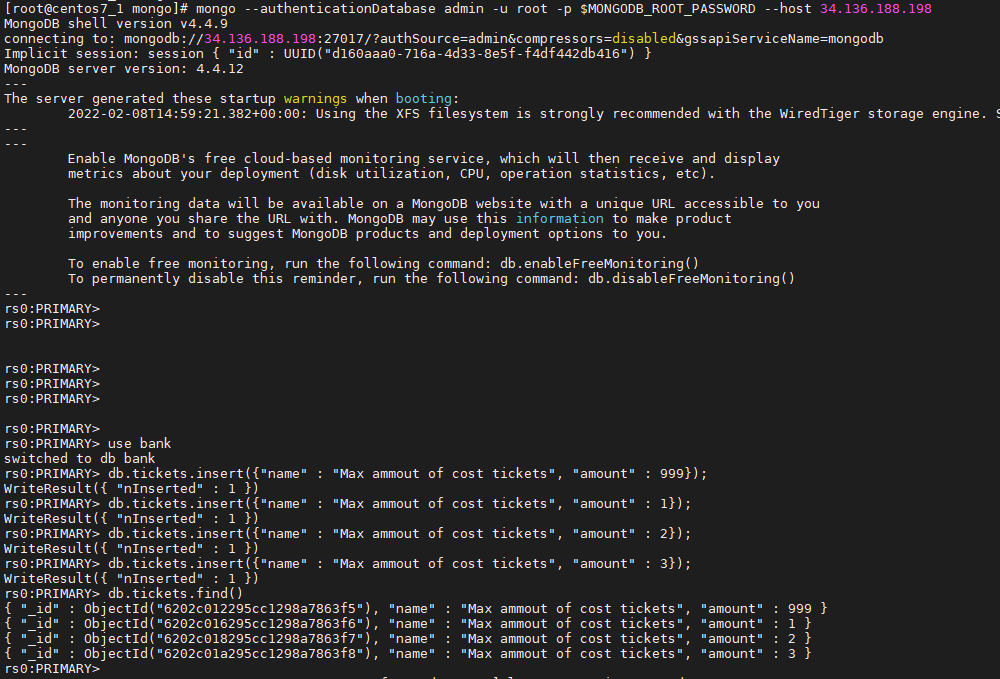 [root@centos7_1 mongo]# mongo --authenticationDatabase admin -u root -p $MONGODB_ROOT_PASSWORD --host 34.136.188.198
MongoDB shell version v4.4.9
connecting to: mongodb://34.136.188.198:27017/?authSource=admin&compressors=disabled&gssapiServiceName=mongodb
Implicit session: session { "id" : UUID("d160aaa0-716a-4d33-8e5f-f4df442db416") }
MongoDB server version: 4.4.12
---
The server generated these startup warnings when booting:
        2022-02-08T14:59:21.382+00:00: Using the XFS filesystem is strongly recommended with the WiredTiger storage engine. S
---
---
        Enable MongoDB's free cloud-based monitoring service, which will then receive and display
        metrics about your deployment (disk utilization, CPU, operation statistics, etc).

        The monitoring data will be available on a MongoDB website with a unique URL accessible to you
        and anyone you share the URL with. MongoDB may use this information to make product
        improvements and to suggest MongoDB products and deployment options to you.

        To enable free monitoring, run the following command: db.enableFreeMonitoring()
        To permanently disable this reminder, run the following command: db.disableFreeMonitoring()
---
rs0:PRIMARY>
rs0:PRIMARY>


rs0:PRIMARY>
rs0:PRIMARY>
rs0:PRIMARY>

rs0:PRIMARY>
rs0:PRIMARY> use bank
switched to db bank
rs0:PRIMARY> db.tickets.insert({"name" : "Max ammout of cost tickets", "amount" : 999});
WriteResult({ "nInserted" : 1 })
rs0:PRIMARY> db.tickets.insert({"name" : "Max ammout of cost tickets", "amount" : 1});
WriteResult({ "nInserted" : 1 })
rs0:PRIMARY> db.tickets.insert({"name" : "Max ammout of cost tickets", "amount" : 2});
WriteResult({ "nInserted" : 1 })
rs0:PRIMARY> db.tickets.insert({"name" : "Max ammout of cost tickets", "amount" : 3});
WriteResult({ "nInserted" : 1 })
rs0:PRIMARY> db.tickets.find()
{ "_id" : ObjectId("6202c012295cc1298a7863f5"), "name" : "Max ammout of cost tickets", "amount" : 999 }
{ "_id" : ObjectId("6202c016295cc1298a7863f6"), "name" : "Max ammout of cost tickets", "amount" : 1 }
{ "_id" : ObjectId("6202c018295cc1298a7863f7"), "name" : "Max ammout of cost tickets", "amount" : 2 }
{ "_id" : ObjectId("6202c01a295cc1298a7863f8"), "name" : "Max ammout of cost tickets", "amount" : 3 }
rs0:PRIMARY>